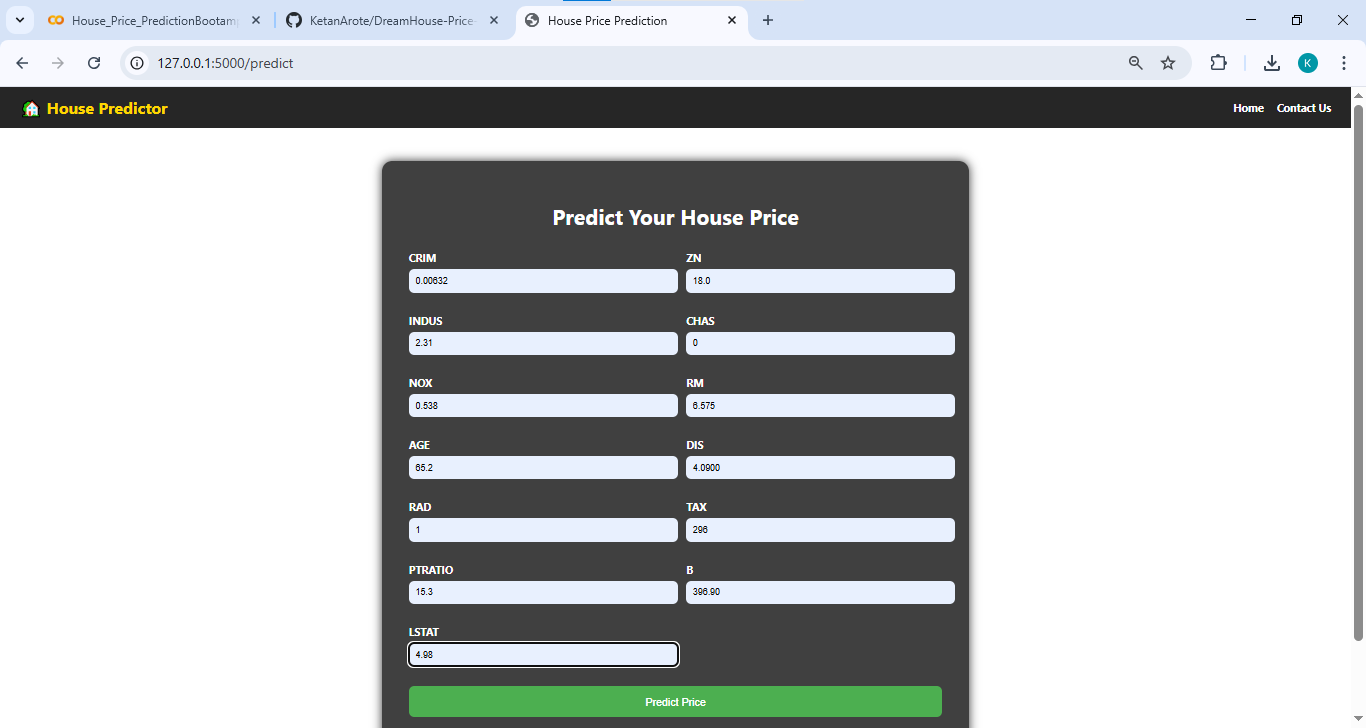 House_Price_PredictionBootam
KetanArote/DreamHouse-Price-
House Price Prediction
127.0.0.1:5000/predict
K
House Predictor
Home Contact Us
Predict Your House Price
CRIM ZN
0.00632 18.0
INDUS CHAS
2.31 0
NOX RM
0.538 6.575
AGE DIS
65.2 4.0900
RAD TAX
1 296
PTRATIO B
15.3 396.90
LSTAT
4.98
Predict Price